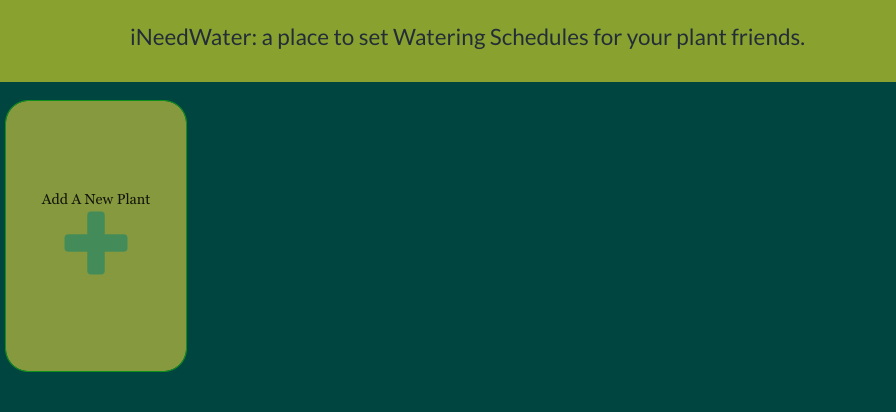 iNeedWater: a place to set Watering Schedules for your plant friends.
Add A New Plant